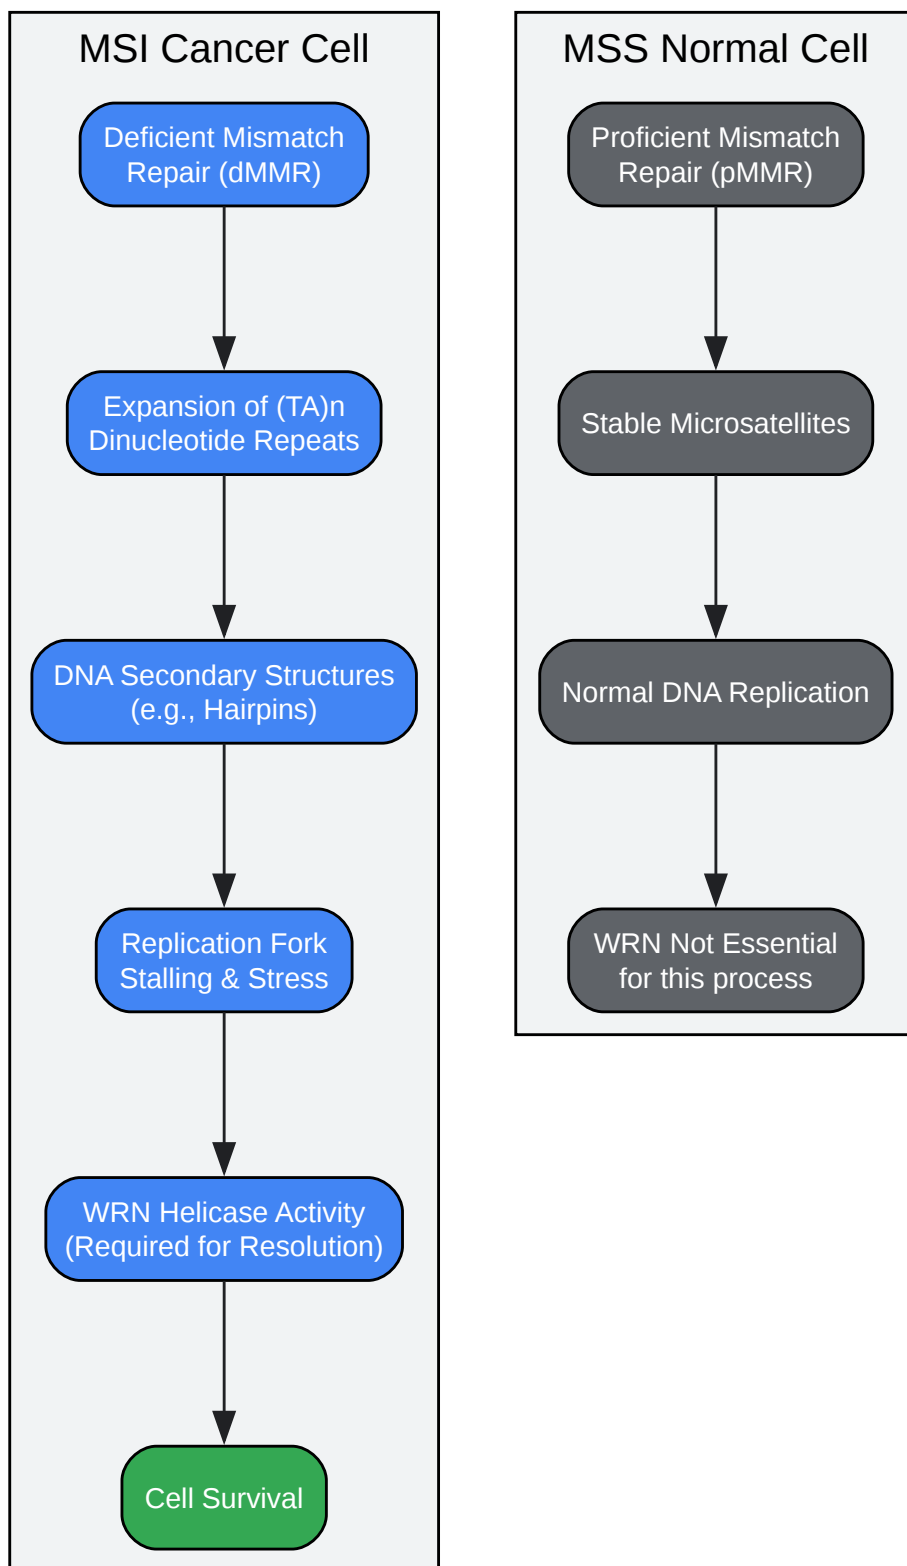 MSI Cancer Cell
Deficient Mismatch
Repair (dMMR)
Expansion of (TA)n
Dinucleotide Repeats
DNA Secondary Structures
(e.g., Hairpins)
Replication Fork
Stalling & Stress
WRN Helicase Activity
(Required for Resolution)
Cell Survival
MSS Normal Cell
Proficient Mismatch
Repair (pMMR)
Stable Microsatellites
Normal DNA Replication
WRN Not Essential
for this process